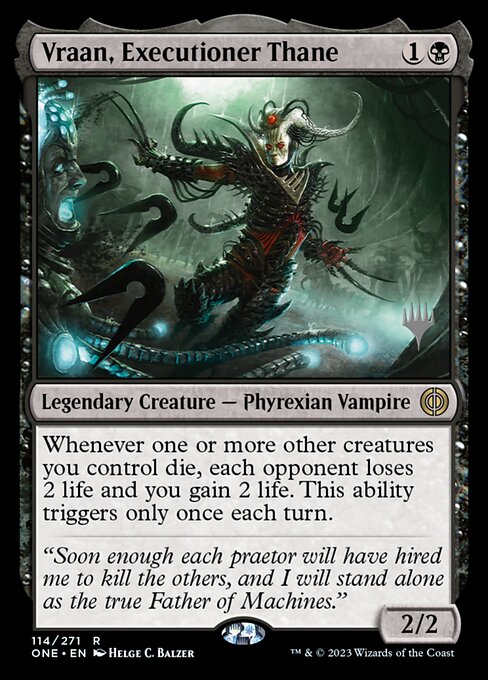 Vraan, Executioner Thane 1
Legendary Creature — Phyrexian Vampire
Whenever one or more other creatures
you control die, each opponent loses
2 life and you gain 2 life. This ability
triggers only once each turn.
“Soon enough each praetor will have hired
me to kill the others, and I will stand alone
as the true Father of Machines.”
2/2
114/271 R
ONE • EN Helge C. Balzer
™ & © 2023 Wizards of the Coast